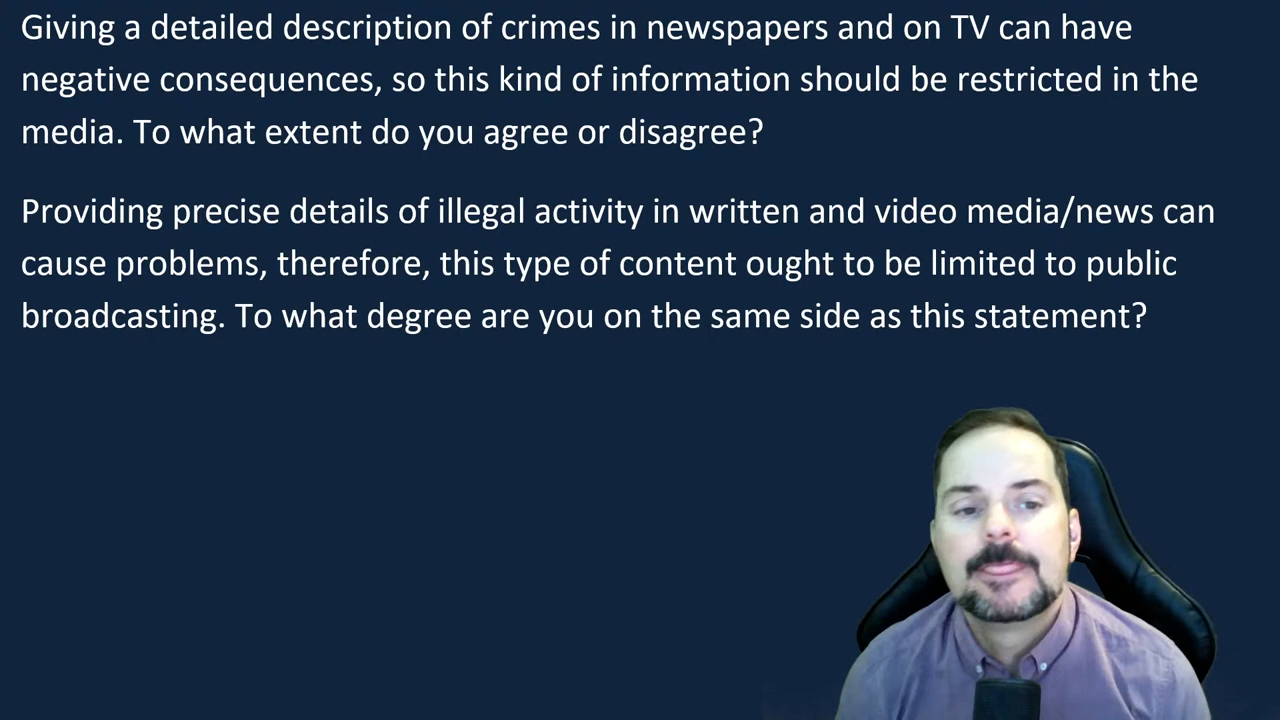 Giving a detailed description of crimes in newspapers and on TV can have
negative consequences, so this kind of information should be restricted in the
media. To what extent do you agree or disagree?
Providing precise details of illegal activity in written and video media/news can
cause problems, therefore, this type of content ought to be limited to public
broadcasting. To what degree are you on the same side as this statement?